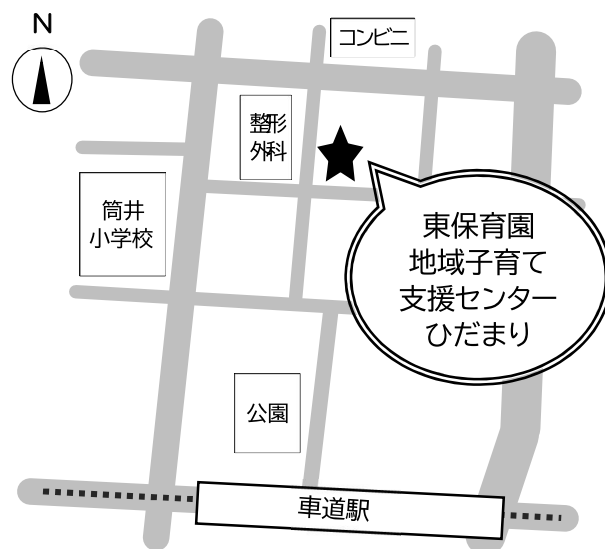 N
コンビニ
整形
外科
筒井
小学校
東保育園
地域子育て
支援センター
ひだまり
公園
車道駅